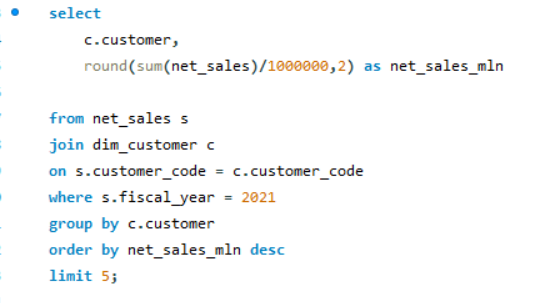 select
c.customer,
round(sum(net_sales)/1000000,2) as net_sales_mln
from net_sales s
join dim_customer c
on s.customer_code = c.customer_code
where s.fiscal_year = 2021
group by c.customer
order by net_sales_mln desc
limit 5;